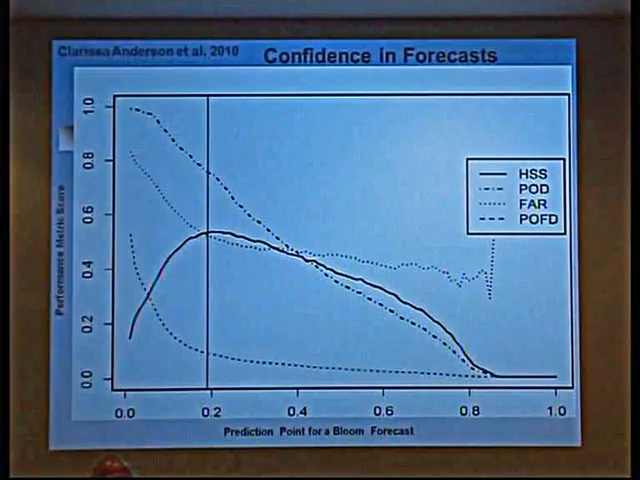 Clarissa Anderson et al. 2010
Confidence in Forecasts
HSS
POD
FAR
POFD
Performance Metric Score
1.0
0.8
0.6
0.4
0.2
0.0
0.0 0.2 0.4 0.6 0.8 1.0
Prediction Point for a Bloom Forecast